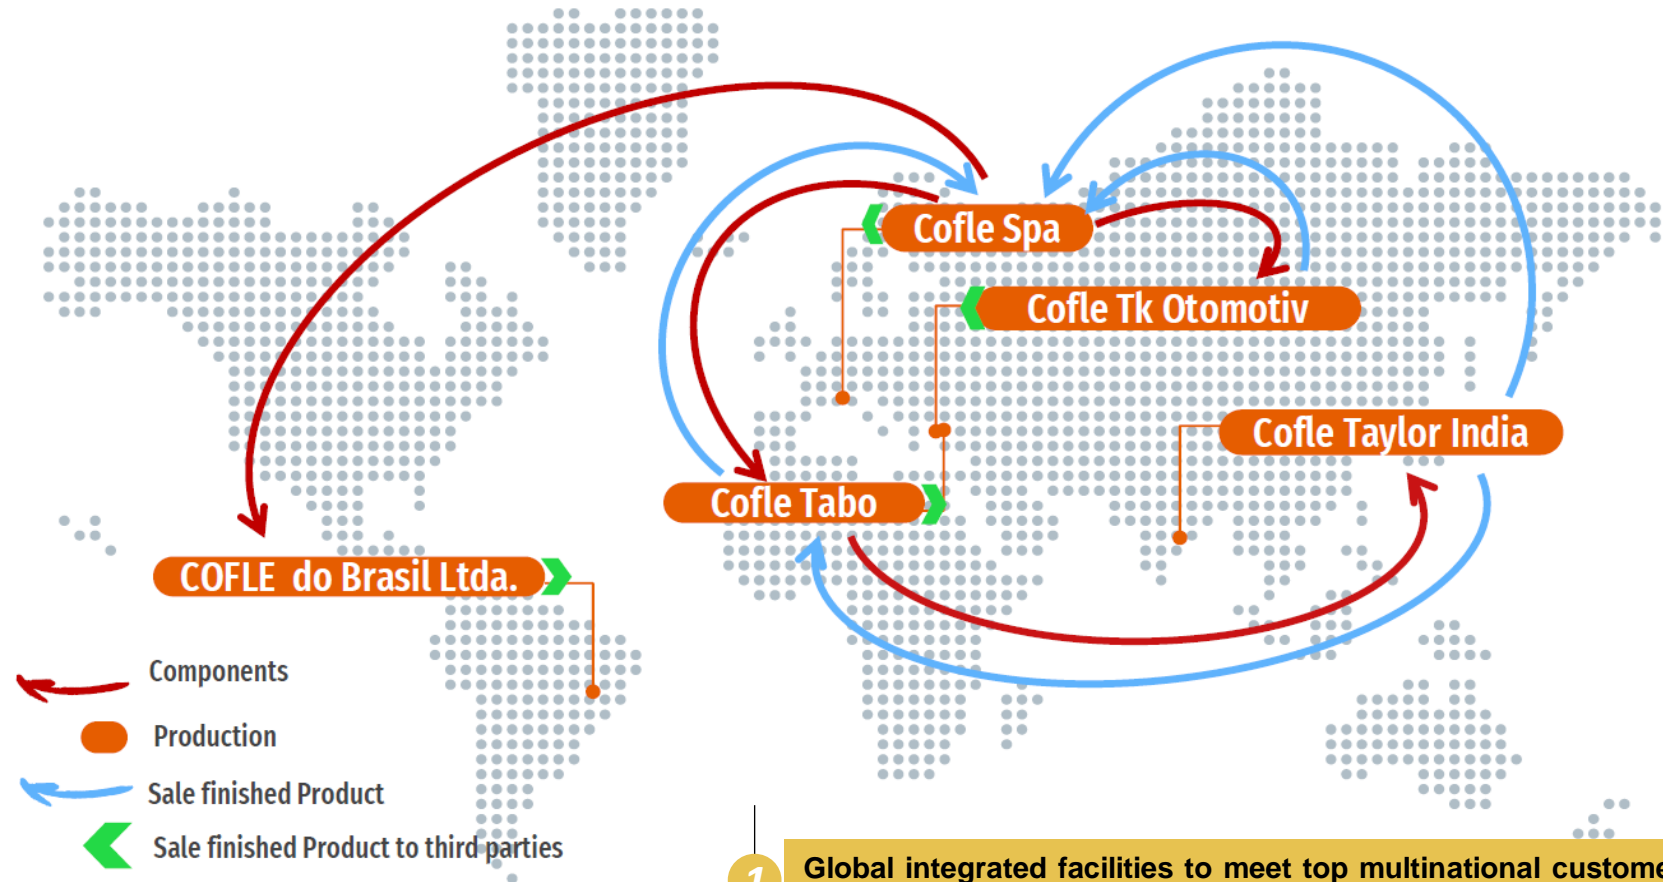 Cofle Spa
Cofle Tk Otomotiv
Cofle Taylor India
Cofle Tabo
COFLE do Brasil Ltda.
Components
Production
Sale finished Product
Sale finished Product to third parties
1
Global integrated facilities to meet top multinational